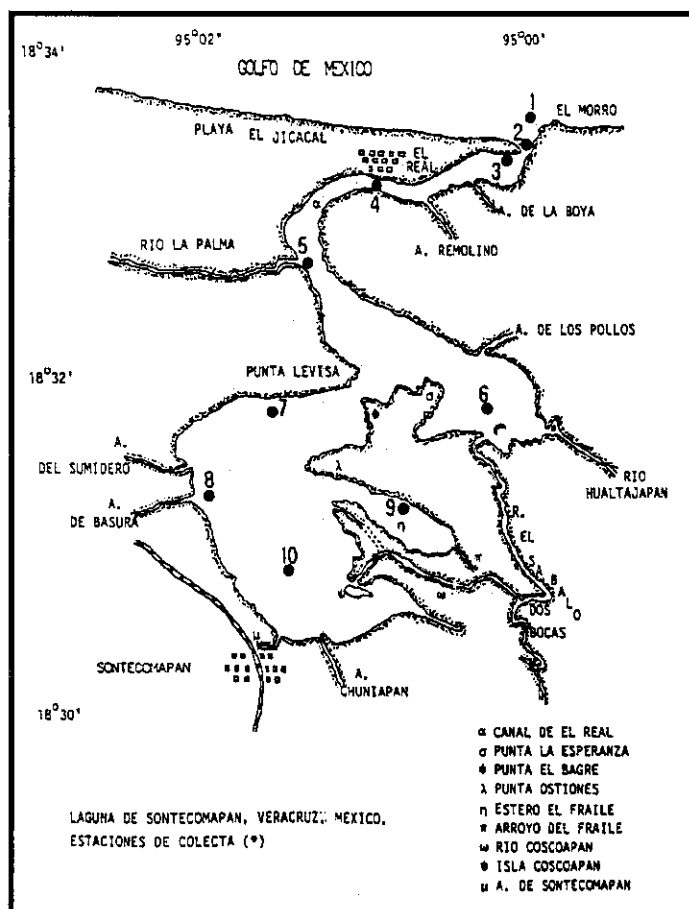 95°02'
95°00'
18°34'
GOLFO DE MEXICO
1
EL MORRO
PLAYA EL JICACAL
2
EL
REAL
3
4
A. DE LA BOYA
α
A. REMOLINO
RIO LA PALMA
5
A. DE LOS POLLOS
18°32'
PUNTA LEVISA
6
σ
7
λ
A.
DEL SUMIDERO
RIO
HUALTAJAPAN
8
A.
DE BASURA
9
η
R.
EL
SABALO
π
10
ω
ψ
DOS
BOCAS
μ
SONTECOMAPAN
A.
CHUNIAPAN
18°30'
α CANAL DE EL REAL
σ PUNTA LA ESPERANZA
PUNTA EL BAGRE
λ PUNTA OSTIONES
η ESTERO EL FRAILE
π ARROYO DEL FRAILE
ω RIO COSCOAPAN
ψ ISLA COSCOAPAN
μ A. DE SONTECOMAPAN
LAGUNA DE SONTECOMAPAN, VERACRUZ, MEXICO.
ESTACIONES DE COLECTA (*)